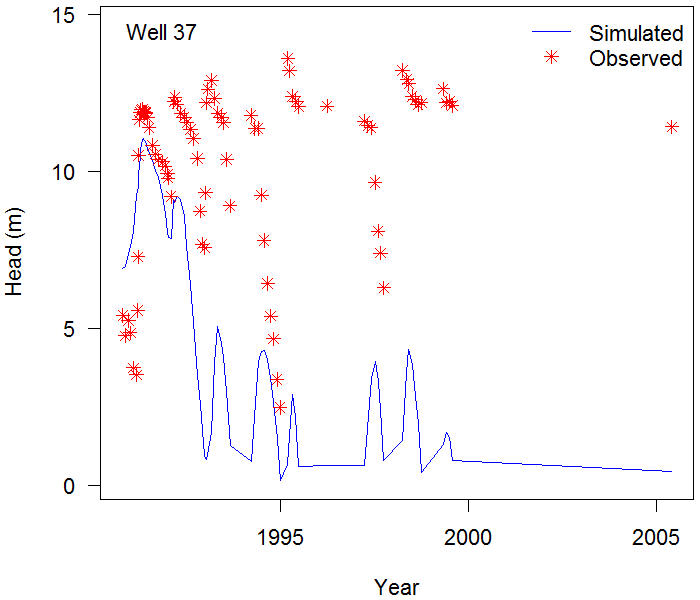 Well 37
Simulated
Observed
15
10
5
0
Head (m)
1995 2000 2005
Year